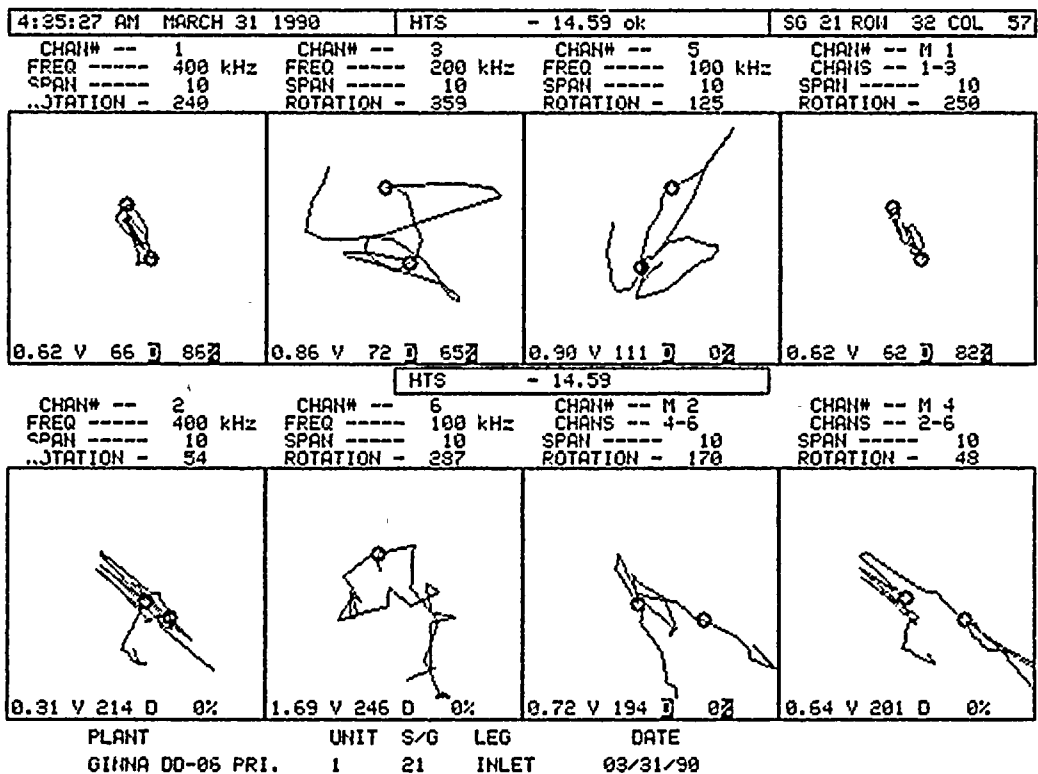 4:35:27 AM MARCH 31 1990 HTS - 14.59 ok SG 21 ROW 32 COL 57
CHAN# -- 1 CHAN# -- 3 CHAN# -- 5 CHAN# -- M 1
FREQ ----- 400 kHz FREQ ----- 200 kHz FREQ ----- 100 kHz CHANS -- 1-3
SPAN ----- 10 SPAN ----- 10 SPAN ----- 10 SPAN ----- 10
..OTATION - 240 ROTATION - 359 ROTATION - 125 ROTATION - 250
0.62 V 66 D 86% 0.86 V 72 D 65% 0.90 V 111 D 0% 0.62 V 62 D 82%
HTS - 14.59
CHAN# -- 2 CHAN# -- 6 CHAN# -- M 2 CHAN# -- M 4
FREQ ----- 400 kHz FREQ ----- 100 kHz CHANS -- 4-6 CHANS -- 2-6
SPAN ----- 10 SPAN ----- 10 SPAN ----- 10 SPAN ----- 10
..OTATION - 54 ROTATION - 287 ROTATION - 170 ROTATION - 48
0.31 V 214 D 0% 1.69 V 246 D 0% 0.72 V 194 D 0% 0.64 V 201 D 0%
PLANT UNIT S/G LEG DATE
GINNA DD-06 PRI. 1 21 INLET 03/31/90